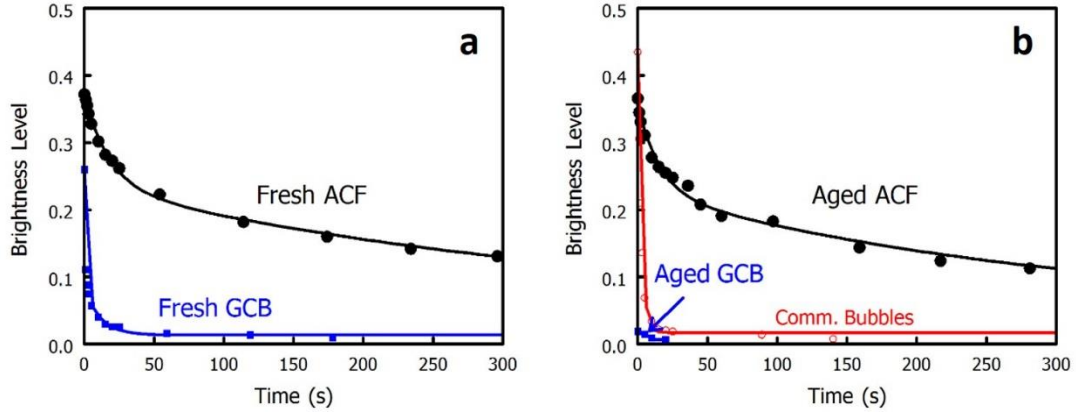 a
0.5
0.4
0.3
0.2
0.1
0.0
Brightness Level
Fresh ACF
Fresh GCB
0 50 100 150 200 250 300
Time (s)
b
0.5
0.4
0.3
0.2
0.1
0.0
Brightness Level
Aged ACF
Aged GCB
Comm. Bubbles
0 50 100 150 200 250 300
Time (s)